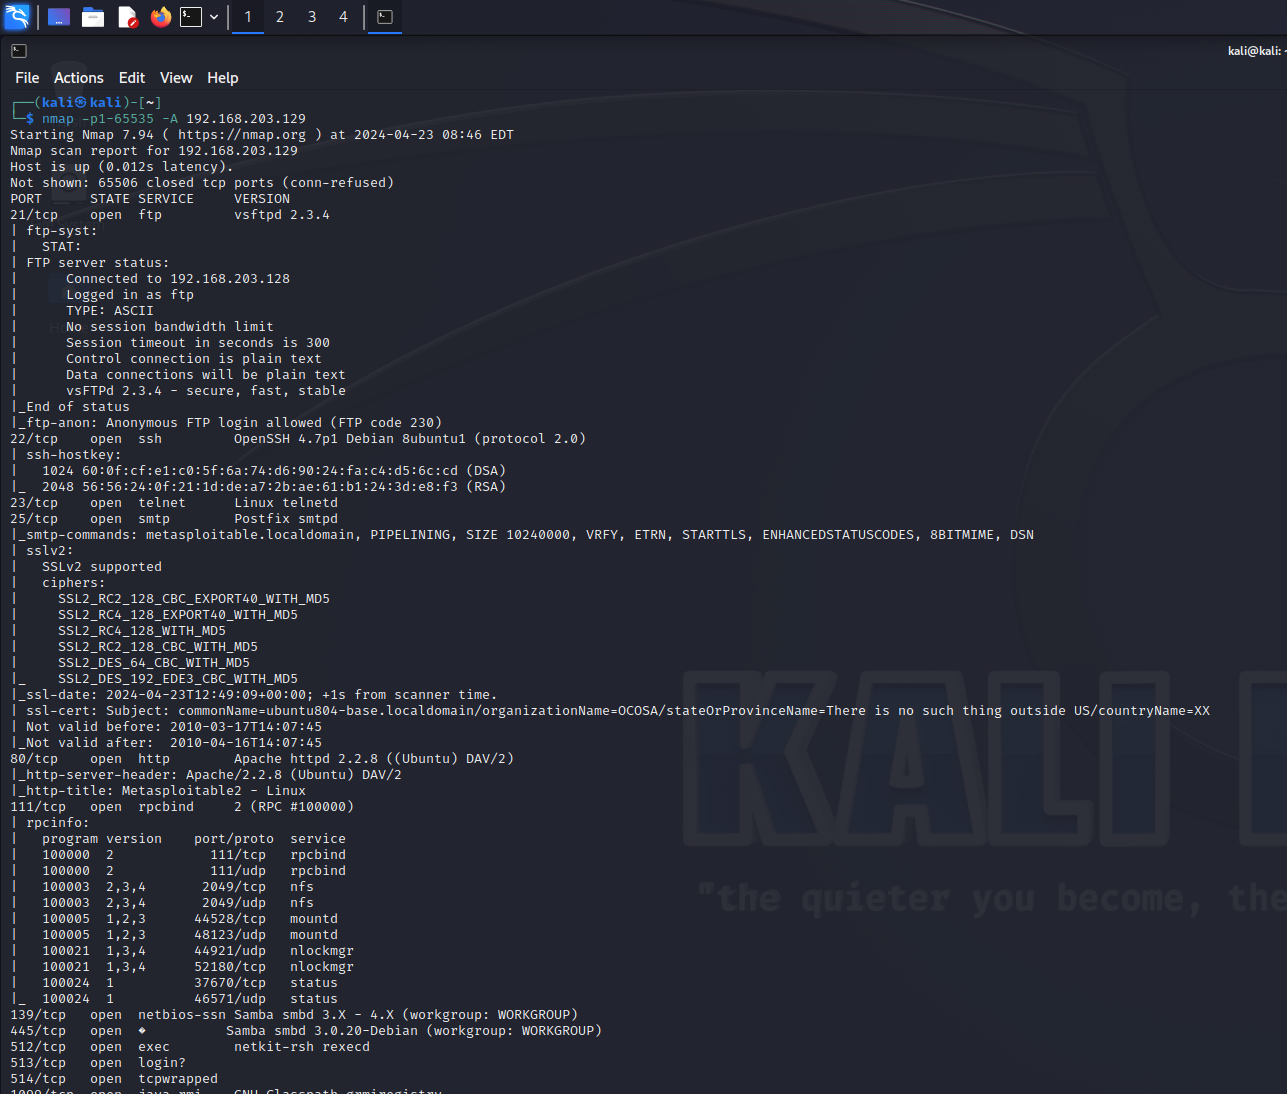 1 2 3 4
kali@kali: ~
File Actions Edit View Help
┌──(kali㉿kali)-[~]
└─$ nmap -p1-65535 -A 192.168.203.129
Starting Nmap 7.94 ( https://nmap.org ) at 2024-04-23 08:46 EDT
Nmap scan report for 192.168.203.129
Host is up (0.012s latency).
Not shown: 65506 closed tcp ports (conn-refused)
PORT      STATE SERVICE     VERSION
21/tcp    open  ftp         vsftpd 2.3.4
| ftp-syst:
|   STAT:
| FTP server status:
|      Connected to 192.168.203.128
|      Logged in as ftp
|      TYPE: ASCII
|      No session bandwidth limit
|      Session timeout in seconds is 300
|      Control connection is plain text
|      Data connections will be plain text
|      vsFTPd 2.3.4 - secure, fast, stable
|_End of status
|_ftp-anon: Anonymous FTP login allowed (FTP code 230)
22/tcp    open  ssh         OpenSSH 4.7p1 Debian 8ubuntu1 (protocol 2.0)
| ssh-hostkey:
|   1024 60:0f:cf:e1:c0:5f:6a:74:d6:90:24:fa:c4:d5:6c:cd (DSA)
|_  2048 56:56:24:0f:21:1d:de:a7:2b:ae:61:b1:24:3d:e8:f3 (RSA)
23/tcp    open  telnet      Linux telnetd
25/tcp    open  smtp        Postfix smtpd
|_smtp-commands: metasploitable.localdomain, PIPELINING, SIZE 10240000, VRFY, ETRN, STARTTLS, ENHANCEDSTATUSCODES, 8BITMIME, DSN
| sslv2:
|   SSLv2 supported
|   ciphers:
|     SSL2_RC2_128_CBC_EXPORT40_WITH_MD5
|     SSL2_RC4_128_EXPORT40_WITH_MD5
|     SSL2_RC4_128_WITH_MD5
|     SSL2_RC2_128_CBC_WITH_MD5
|     SSL2_DES_64_CBC_WITH_MD5
|_    SSL2_DES_192_EDE3_CBC_WITH_MD5
|_ssl-date: 2024-04-23T12:49:09+00:00; +1s from scanner time.
| ssl-cert: Subject: commonName=ubuntu804-base.localdomain/organizationName=OCOSA/stateOrProvinceName=There is no such thing outside US/countryName=XX
| Not valid before: 2010-03-17T14:07:45
|_Not valid after:  2010-04-16T14:07:45
80/tcp    open  http        Apache httpd 2.2.8 ((Ubuntu) DAV/2)
|_http-server-header: Apache/2.2.8 (Ubuntu) DAV/2
|_http-title: Metasploitable2 - Linux
111/tcp   open  rpcbind     2 (RPC #100000)
| rpcinfo:
|   program version    port/proto  service
|   100000  2            111/tcp   rpcbind
|   100000  2            111/udp   rpcbind
|   100003  2,3,4       2049/tcp   nfs
|   100003  2,3,4       2049/udp   nfs
|   100005  1,2,3      44528/tcp   mountd
|   100005  1,2,3      48123/udp   mountd
|   100021  1,3,4      44921/udp   nlockmgr
|   100021  1,3,4      52180/tcp   nlockmgr
|   100024  1          37670/tcp   status
|_  100024  1          46571/udp   status
139/tcp   open  netbios-ssn Samba smbd 3.X - 4.X (workgroup: WORKGROUP)
445/tcp   open  �          Samba smbd 3.0.20-Debian (workgroup: WORKGROUP)
512/tcp   open  exec        netkit-rsh rexecd
513/tcp   open  login?
514/tcp   open  tcpwrapped
1099/tcp  open  java-rmi    GNU Classpath grmiregistry
KALI
"the quieter you become, the